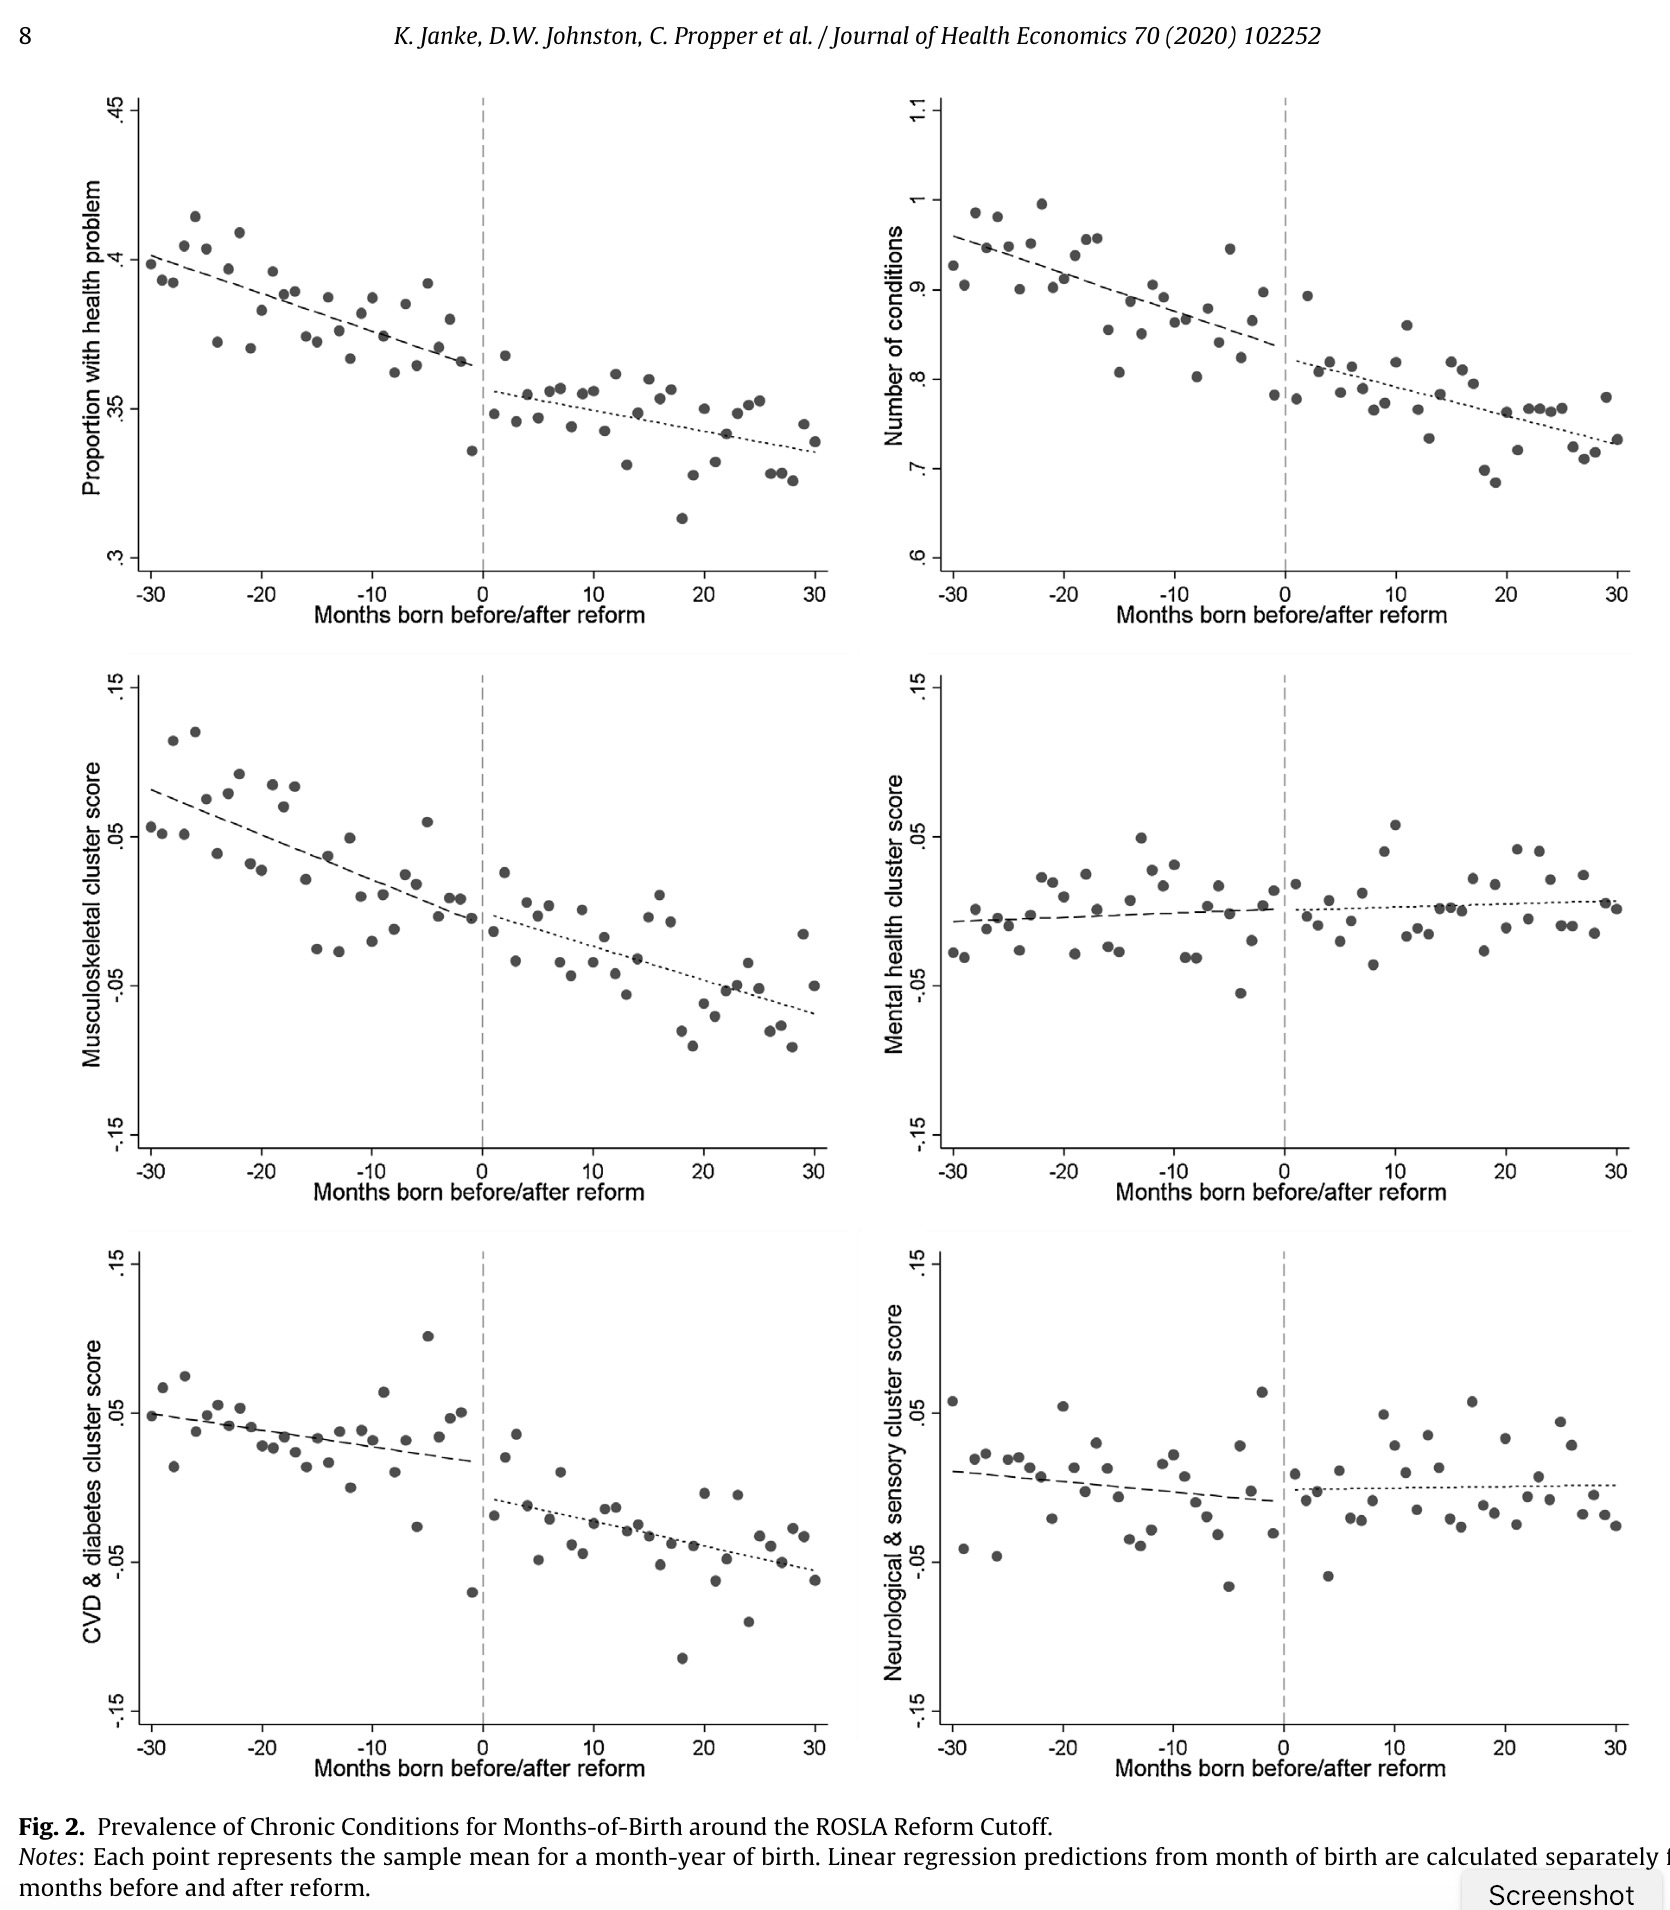 8
K. Janke, D.W. Johnston, C. Propper et al. / Journal of Health Economics 70 (2020) 102252
Proportion with health problem
.45
.4
.35
.3
-30 -20 -10 0 10 20 30
Months born before/after reform
Number of conditions
1.1
1
.9
.8
.7
.6
-30 -20 -10 0 10 20 30
Months born before/after reform
Musculoskeletal cluster score
.15
.05
-.05
-.15
-30 -20 -10 0 10 20 30
Months born before/after reform
Mental health cluster score
.15
.05
-.05
-.15
-30 -20 -10 0 10 20 30
Months born before/after reform
CVD & diabetes cluster score
.15
.05
-.05
-.15
-30 -20 -10 0 10 20 30
Months born before/after reform
Neurological & sensory cluster score
.15
.05
-.05
-.15
-30 -20 -10 0 10 20 30
Months born before/after reform
Fig. 2. Prevalence of Chronic Conditions for Months-of-Birth around the ROSLA Reform Cutoff.
Notes: Each point represents the sample mean for a month-year of birth. Linear regression predictions from month of birth are calculated separately
months before and after reform.
Screenshot